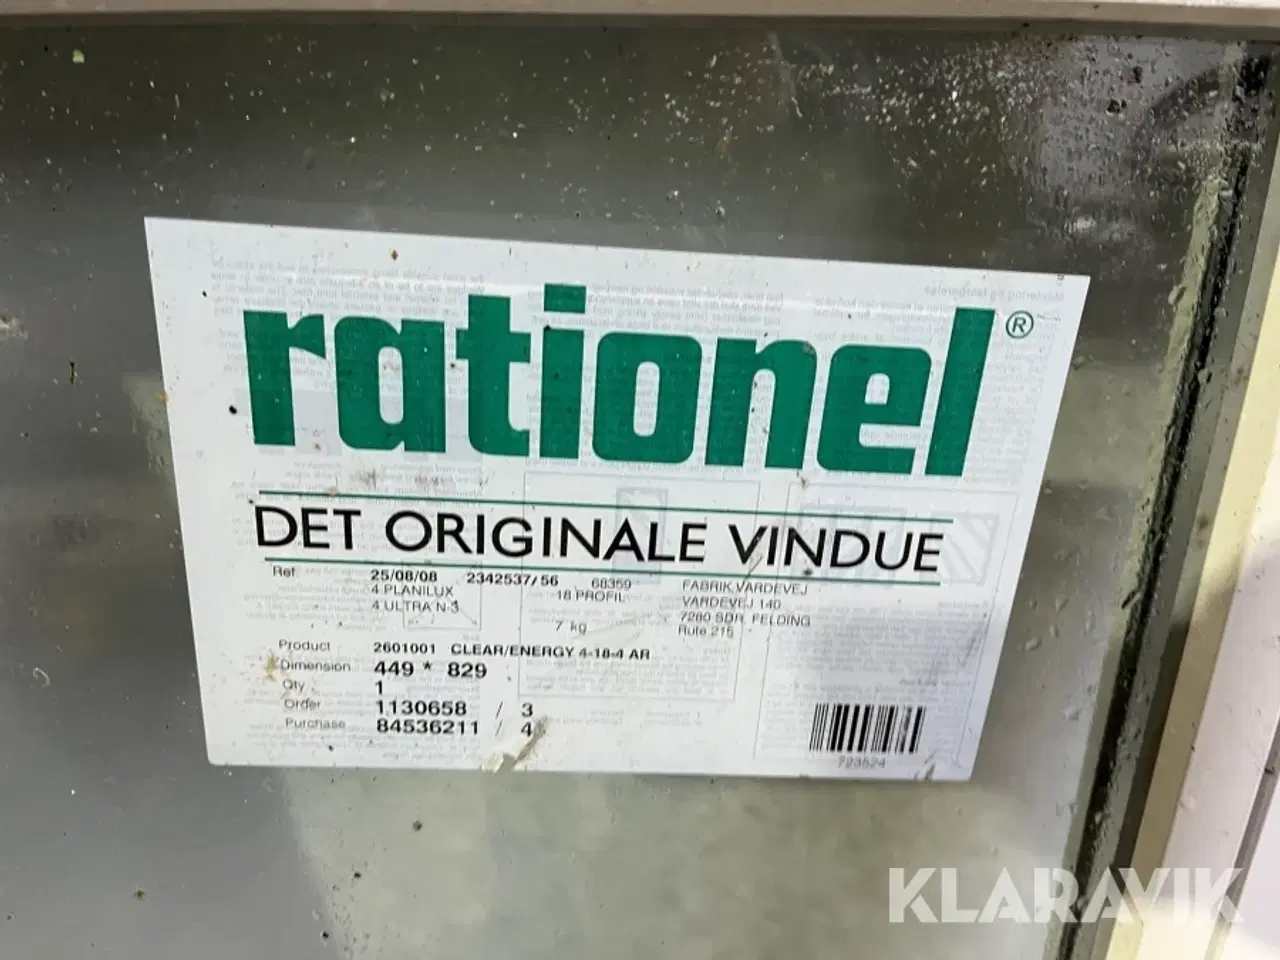 rationel®
DET ORIGINALE VINDUE
Ref. 25/08/08 2342537/56 68359 FABRIK VARDEVEJ
4 PLANILUX 18 PROFIL VARDEVEJ 140
4 ULTRA N-3 7280 SDR. FELDING
7 kg Rute 215
Product 2601001 CLEAR/ENERGY 4-18-4 AR
Dimension 449 * 829
Qty 1
Order 1130658 / 3
Purchase 84536211 / 4
723524
KLARAVIK